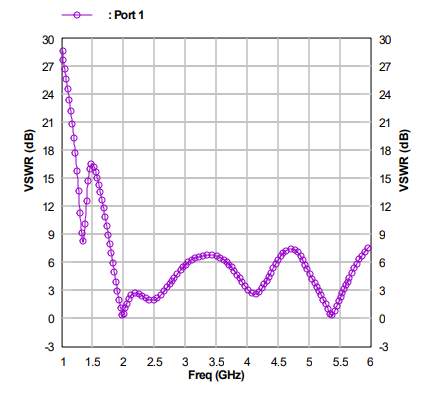 : Port 1
30 30
27 27
24 24
21 21
18 18
15 15
12 12
9 9
6 6
3 3
0 0
-3 -3
VSWR (dB)
VSWR (dB)
1 1.5 2 2.5 3 3.5 4 4.5 5 5.5 6
Freq (GHz)